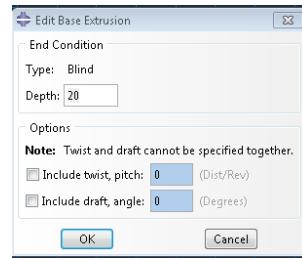 Edit Base Extrusion
End Condition
Type: Blind
Depth: 20
Options
Note: Twist and draft cannot be specified together.
Include twist, pitch: 0 (Dist/Rev)
Include draft, angle: 0 (Degrees)
OK Cancel